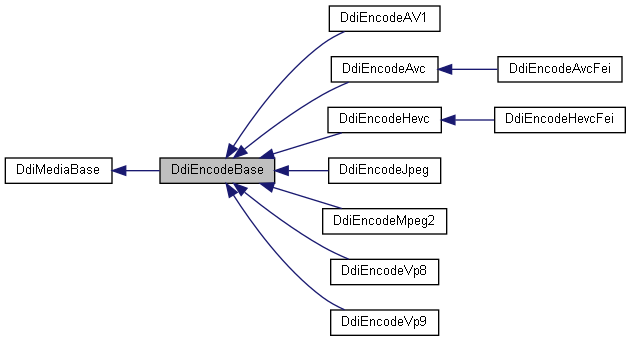 DdiEncodeAV1
DdiEncodeAvc
DdiEncodeAvcFei
DdiEncodeHevc
DdiEncodeHevcFei
DdiMediaBase
DdiEncodeBase
DdiEncodeJpeg
DdiEncodeMpeg2
DdiEncodeVp8
DdiEncodeVp9